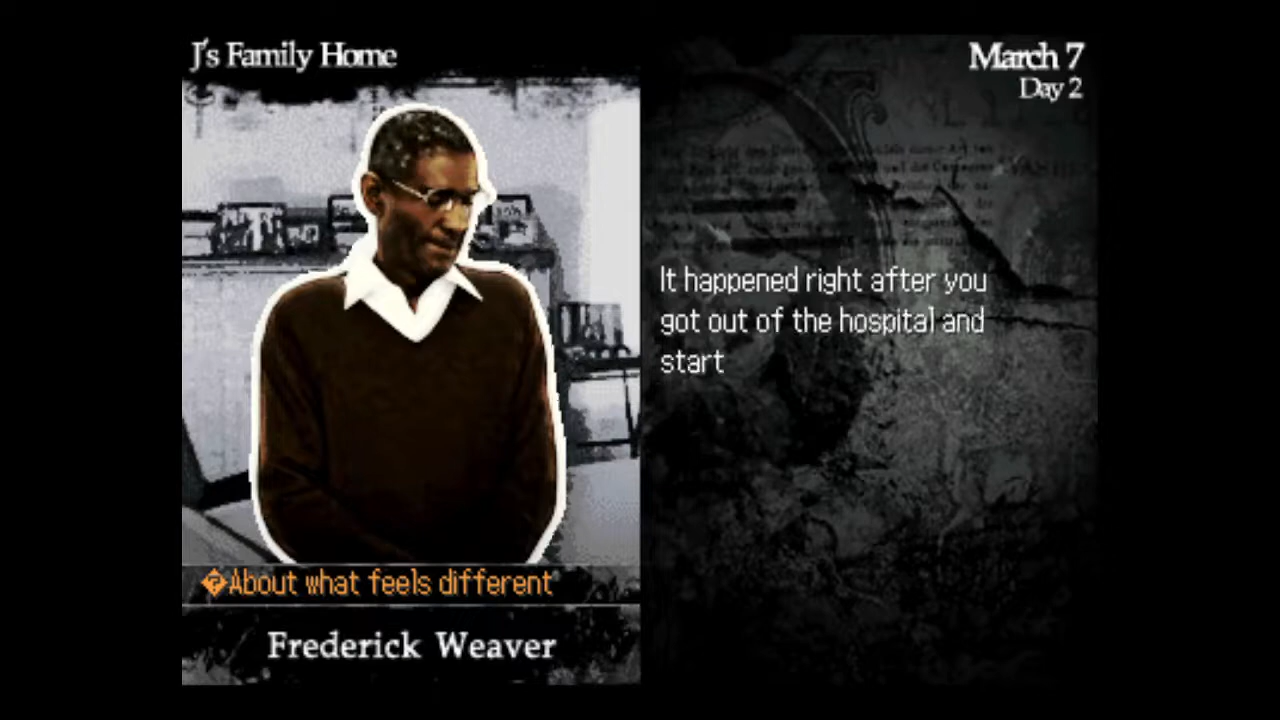 J's Family Home
March 7
Day 2
It happened right after you
got out of the hospital and
start
?About what feels different
Frederick Weaver